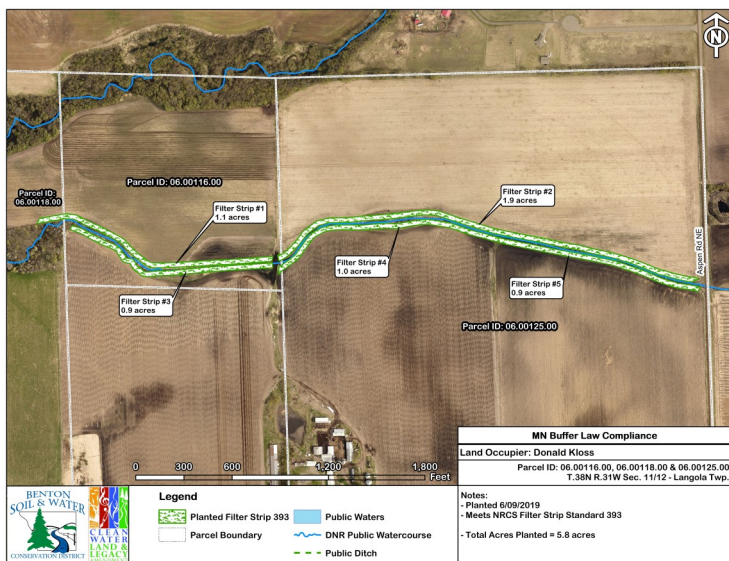 N
Parcel ID:
06.00118.00
Parcel ID: 06.00116.00
Filter Strip #1
1.1 acres
Filter Strip #2
1.9 acres
Filter Strip #3
0.9 acres
Filter Strip #4
1.0 acres
Filter Strip #5
0.9 acres
Aspen Rd NE
Parcel ID: 06.00125.00
0 300 600 1,200 1,800
Feet
MN Buffer Law Compliance
Land Occupier: Donald Kloss
Parcel ID: 06.00116.00, 06.00118.00 & 06.00125.00
T.38N R.31W Sec. 11/12 - Langola Twp.
Notes:
- Planted 6/09/2019
- Meets NRCS Filter Strip Standard 393
- Total Acres Planted = 5.8 acres
BENTON
SOIL & WATER
CONSERVATION DISTRICT
CLEAN
WATER
LAND &
LEGACY
AMENDMENT
Legend
Planted Filter Strip 393
Parcel Boundary
Public Waters
DNR Public Watercourse
Public Ditch